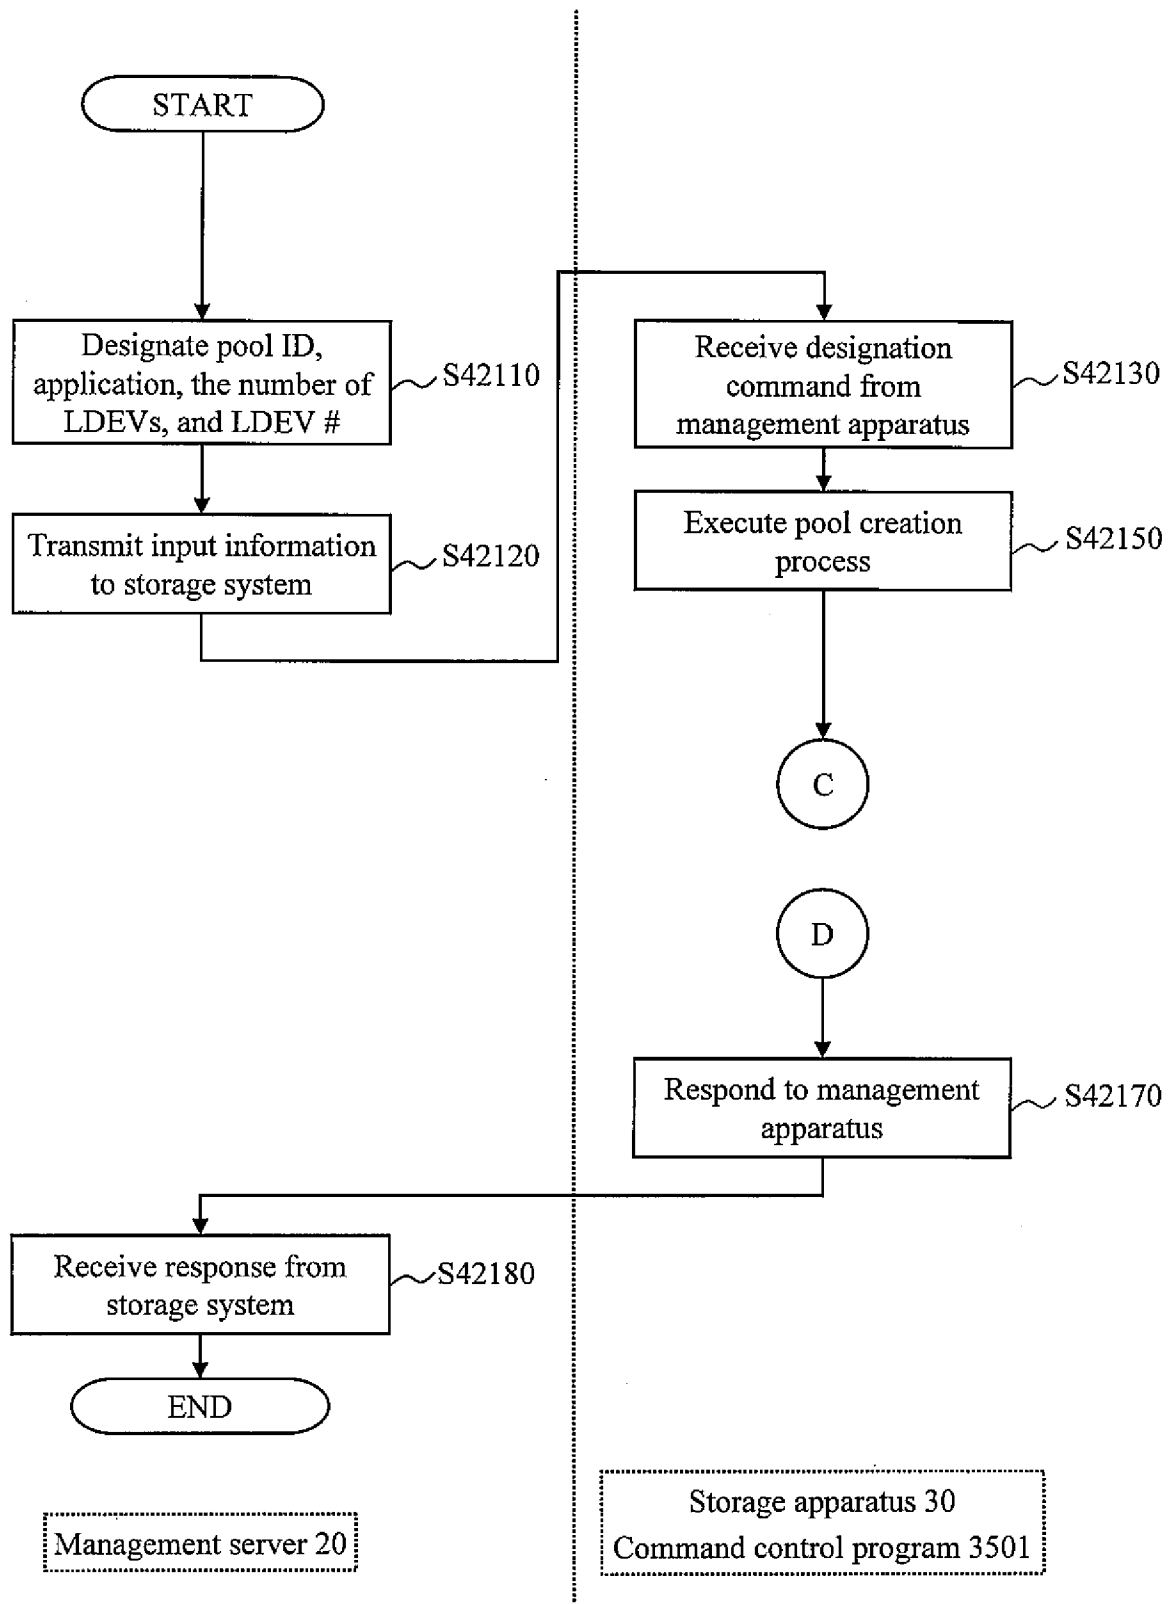 START
Designate pool ID,
application, the number of
LDEVs, and LDEV #
S42110
Transmit input information
to storage system
S42120
Receive designation
command from
management apparatus
S42130
Execute pool creation
process
S42150
C
D
Respond to management
apparatus
S42170
Receive response from
storage system
S42180
END
Management server 20
Storage apparatus 30
Command control program 3501